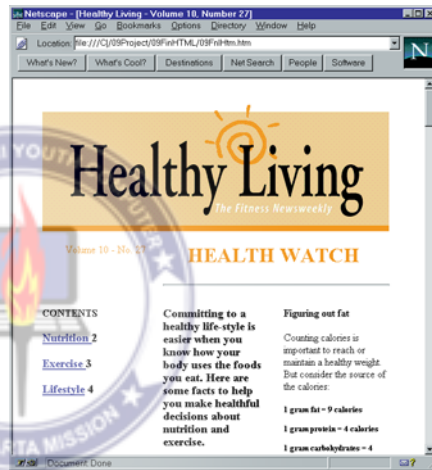 Netscape - [Healthy Living - Volume 10, Number 27]
File Edit View Go Bookmarks Options Directory Window Help
Location: file:///C|/09Project/09FinHTML/09FnlHtm.htm
What's New? What's Cool? Destinations Net Search People Software
N
Healthy Living
The Fitness Newsweekly
Volume 10 - No. 27
HEALTH WATCH
CONTENTS
Nutrition 2
Exercise 3
Lifestyle 4
Committing to a
healthy life-style is
easier when you
know how your
body uses the foods
you eat. Here are
some facts to help
you make healthful
decisions about
nutrition and
exercise.
Figuring out fat
Counting calories is
important to reach or
maintain a healthy weight.
But consider the source of
the calories:
1 gram fat = 9 calories
1 gram protein = 4 calories
1 gram carbohydrates = 4
Document: Done
YOUTH
PUTER
MISSION